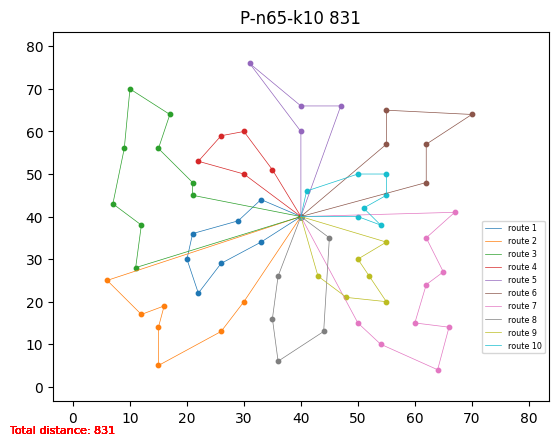 P-n65-k10 831
80
70
60
50
40
30
20
10
0
0 10 20 30 40 50 60 70 80
route 1
route 2
route 3
route 4
route 5
route 6
route 7
route 8
route 9
route 10
Total distance: 831